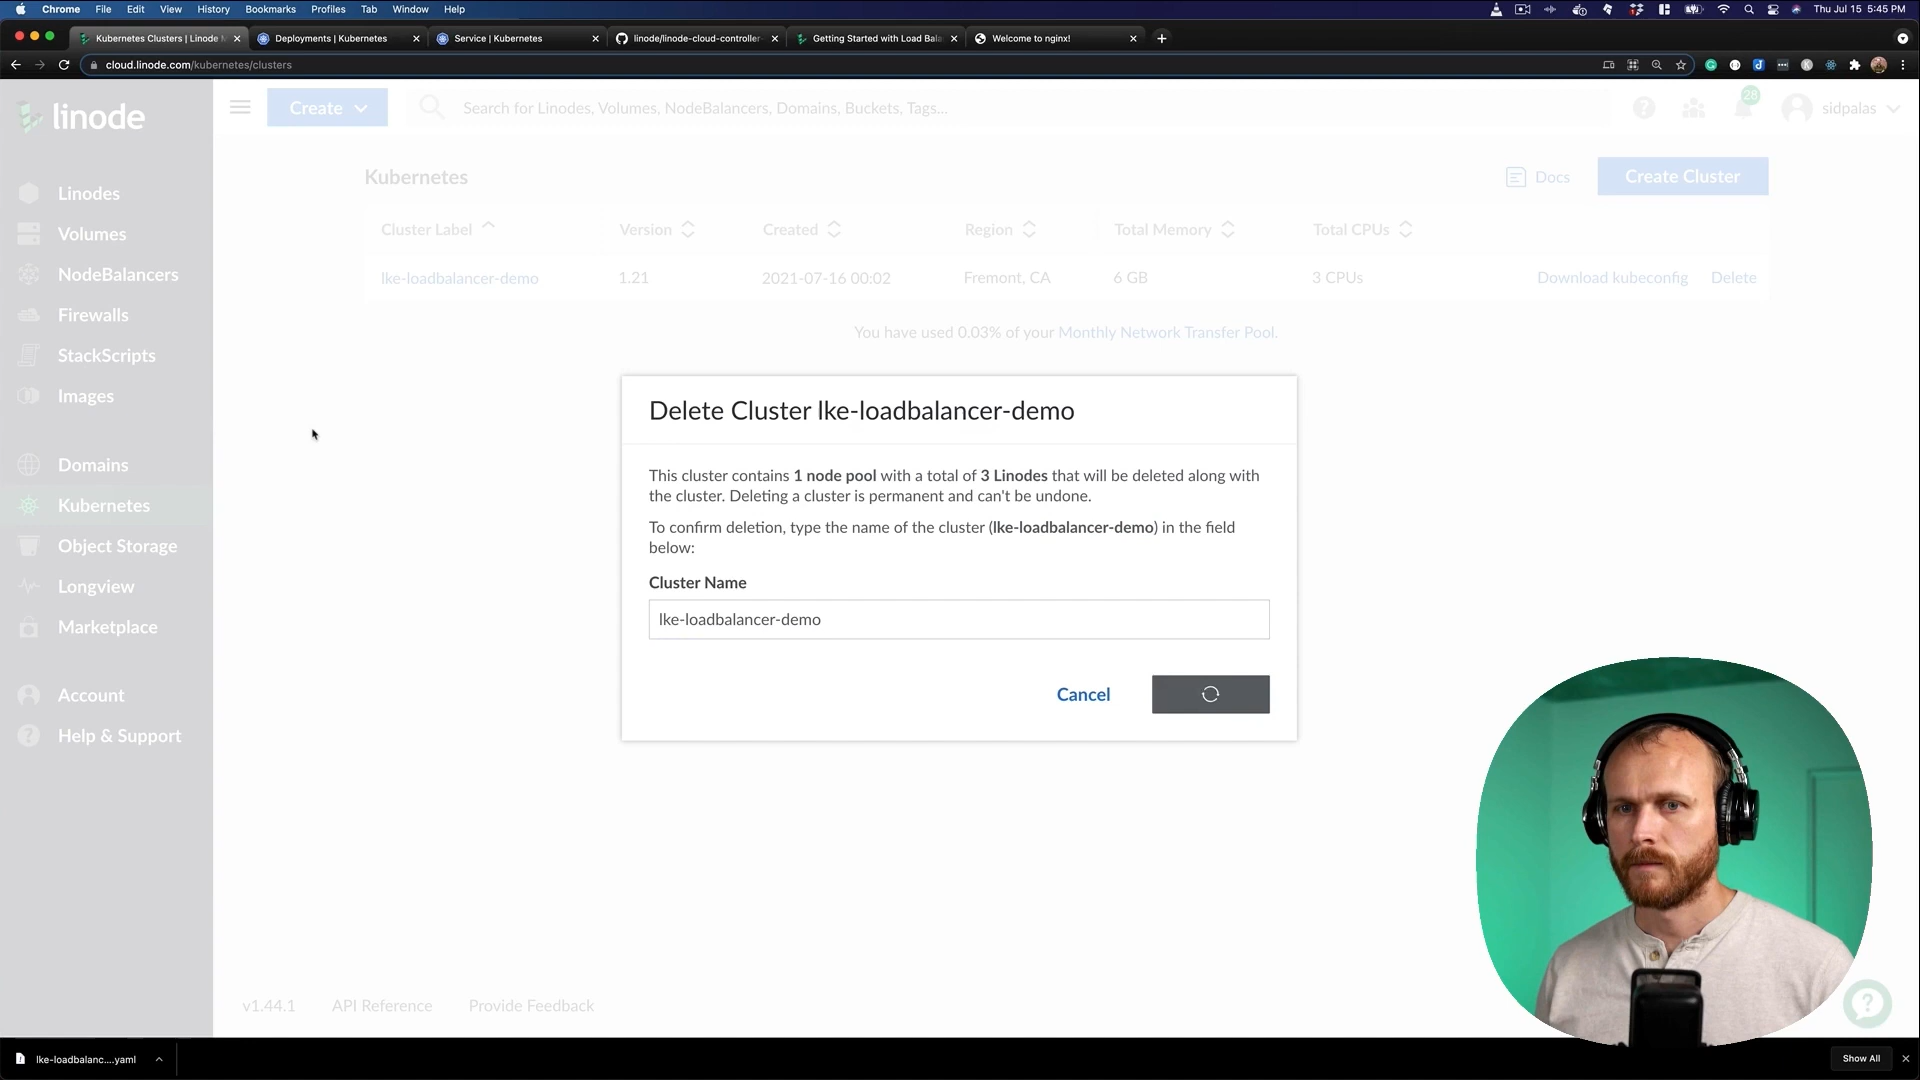 Chrome File Edit View History Bookmarks Profiles Tab Window Help Thu Jul 15 5:45 PM
Kubernetes Clusters | Linode M Deployments | Kubernetes Service | Kubernetes linode/linode-cloud-controller- Getting Started with Load Bala Welcome to nginx!
cloud.linode.com/kubernetes/clusters
linode
Create
Search for Linodes, Volumes, NodeBalancers, Domains, Buckets, Tags...
28
sidpalas
Linodes
Volumes
NodeBalancers
Firewalls
StackScripts
Images
Domains
Kubernetes
Object Storage
Longview
Marketplace
Account
Help & Support
Kubernetes
Docs
Create Cluster
Cluster Label Version Created Region Total Memory Total CPUs
lke-loadbalancer-demo 1.21 2021-07-16 00:02 Fremont, CA 6 GB 3 CPUs Download kubeconfig Delete
You have used 0.03% of your Monthly Network Transfer Pool.
Delete Cluster lke-loadbalancer-demo
This cluster contains 1 node pool with a total of 3 Linodes that will be deleted along with
the cluster. Deleting a cluster is permanent and can't be undone.
To confirm deletion, type the name of the cluster (lke-loadbalancer-demo) in the field
below:
Cluster Name
lke-loadbalancer-demo
Cancel
v1.44.1 API Reference Provide Feedback
lke-loadbalanc....yaml
Show All